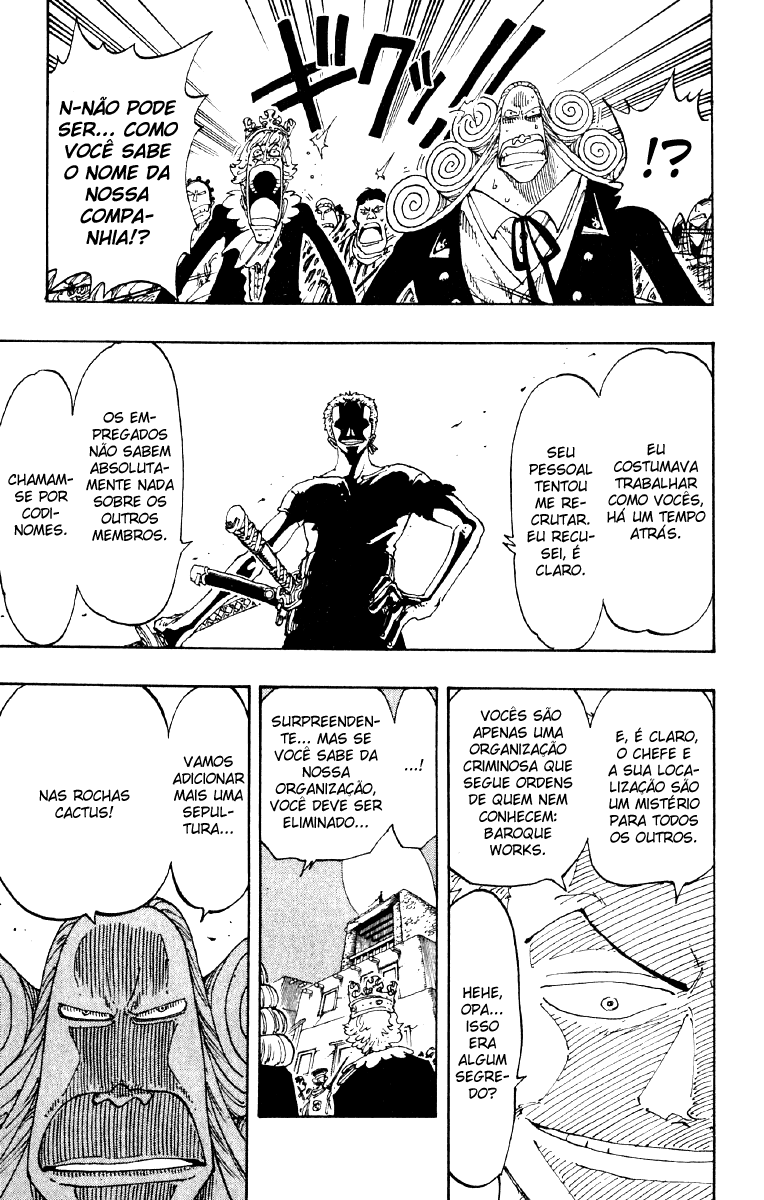 N-NÃO PODE
SER... COMO
VOCÊ SABE
O NOME DA
NOSSA
COMPA-
NHIA!?
ギクッ!!
!?
EU
COSTUMAVA
TRABALHAR
COMO VOCÊS,
HÁ UM TEMPO
ATRÁS.
SEU
PESSOAL
TENTOU
ME RE-
CRUTAR.
EU RECU-
SEI, É
CLARO.
OS EM-
PREGADOS
NÃO SABEM
ABSOLUTA-
MENTE NADA
SOBRE OS
OUTROS
MEMBROS.
CHAMAM-
SE POR
CODI-
NOMES.
E, É CLARO,
O CHEFE E
A SUA LOCA-
LIZAÇÃO SÃO
UM MISTÉRIO
PARA TODOS
OS OUTROS.
VOCÊS SÃO
APENAS UMA
ORGANIZAÇÃO
CRIMINOSA QUE
SEGUE ORDENS
DE QUEM NEM
CONHECEM:
BAROQUE
WORKS.
HEHE,
OPA...
ISSO
ERA
ALGUM
SEGRE-
DO?
...!
SURPREENDEN-
TE... MAS SE
VOCÊ SABE DA
NOSSA
ORGANIZAÇÃO,
VOCÊ DEVE SER
ELIMINADO...
VAMOS
ADICIONAR
MAIS UMA
SEPUL-
TURA...
NAS ROCHAS
CACTUS!